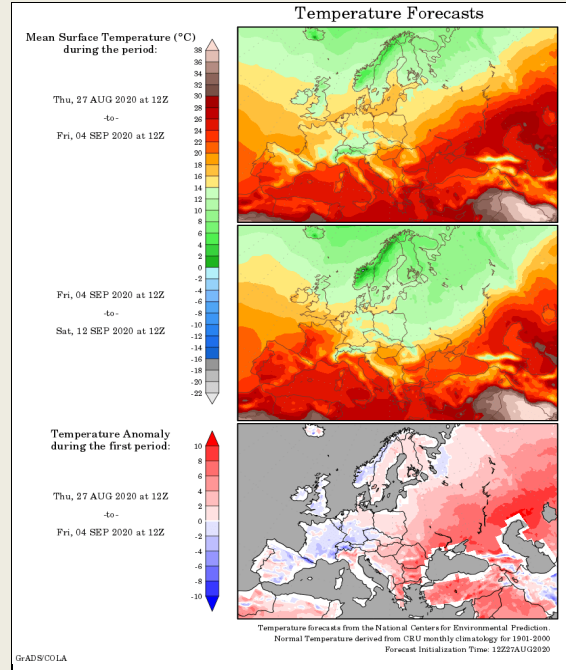 Temperature Forecasts
Mean Surface Temperature (°C)
during the period:
Thu, 27 AUG 2020 at 12Z
-to-
Fri, 04 SEP 2020 at 12Z
38
36
34
32
30
28
26
24
22
20
18
16
14
12
10
8
6
4
2
0
-2
-4
-6
-8
-10
-12
-14
-16
-18
-20
-22
Fri, 04 SEP 2020 at 12Z
-to-
Sat, 12 SEP 2020 at 12Z
Temperature Anomaly
during the first period:
Thu, 27 AUG 2020 at 12Z
-to-
Fri, 04 SEP 2020 at 12Z
10
8
6
4
2
0
-2
-4
-6
-8
-10
Temperature forecasts from the National Centers for Environmental Prediction.
Normal Temperature derived from CRU monthly climatology for 1901-2000
Forecast Initialization Time: 12Z27AUG2020
GrADS/COLA